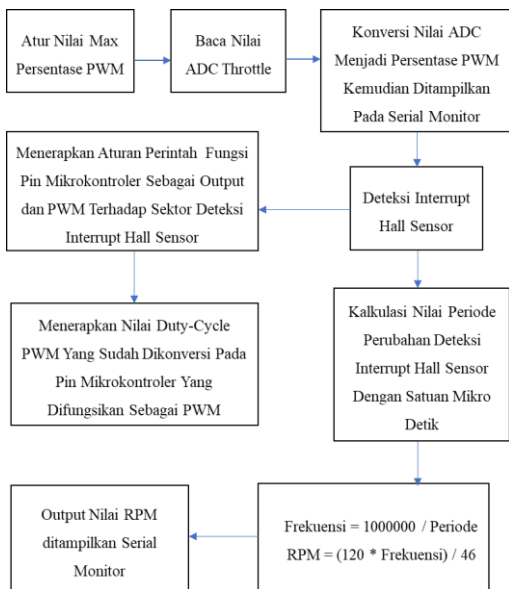 Atur Nilai Max
Persentase PWM
Baca Nilai
ADC Throttle
Konversi Nilai ADC
Menjadi Persentase PWM
Kemudian Ditampilkan
Pada Serial Monitor
Menerapkan Aturan Perintah Fungsi
Pin Mikrokontroler Sebagai Output
dan PWM Terhadap Sektor Deteksi
Interrupt Hall Sensor
Deteksi Interrupt
Hall Sensor
Menerapkan Nilai Duty-Cycle
PWM Yang Sudah Dikonversi Pada
Pin Mikrokontroler Yang
Difungsikan Sebagai PWM
Kalkulasi Nilai Periode
Perubahan Deteksi
Interrupt Hall Sensor
Dengan Satuan Mikro
Detik
Output Nilai RPM
ditampilkan Serial
Monitor
Frekuensi = 1000000 / Periode
RPM = (120 * Frekuensi) / 46